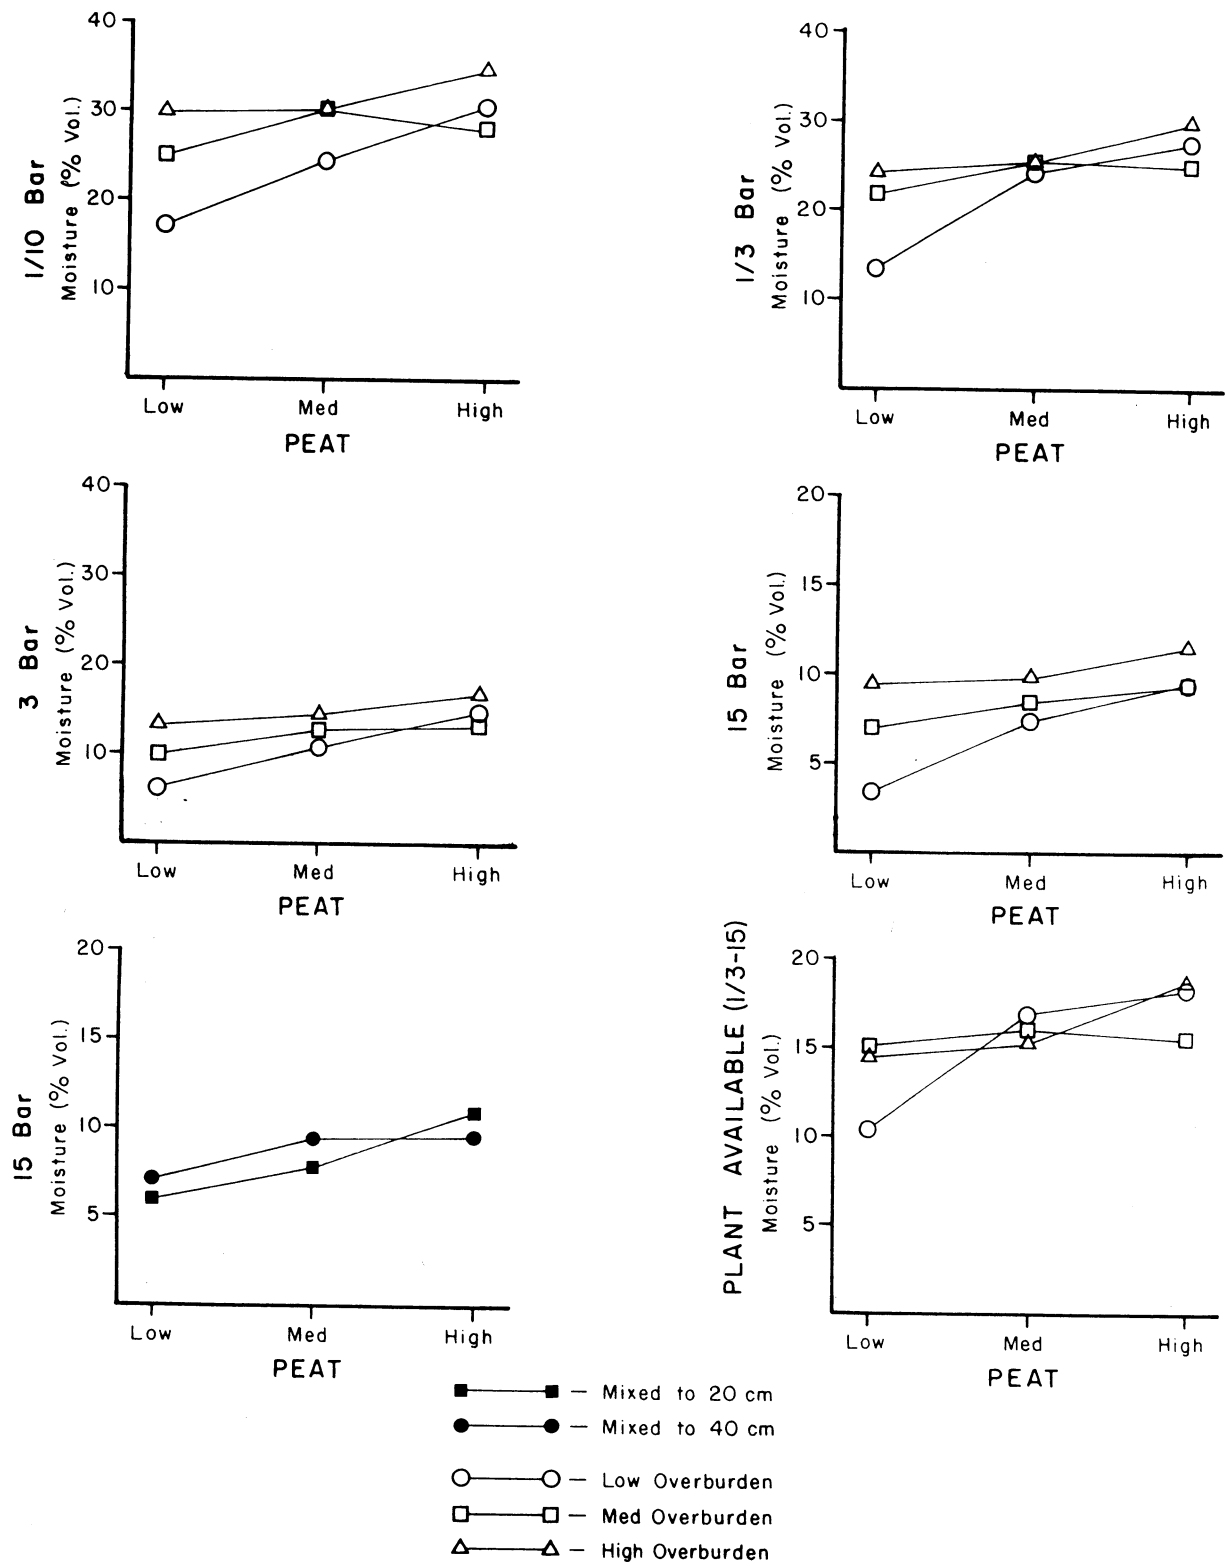 40
30
20
10
1/10 Bar
Moisture (% Vol.)
Low Med High
PEAT
40
30
20
10
1/3 Bar
Moisture (% Vol.)
Low Med High
PEAT
40
30
20
10
3 Bar
Moisture (% Vol.)
Low Med High
PEAT
20
15
10
5
15 Bar
Moisture (% Vol.)
Low Med High
PEAT
20
15
10
5
15 Bar
Moisture (% Vol.)
Low Med High
PEAT
20
15
10
5
PLANT AVAILABLE (1/3-15)
Moisture (% Vol.)
Low Med High
PEAT
— Mixed to 20 cm
— Mixed to 40 cm
— Low Overburden
— Med Overburden
— High Overburden